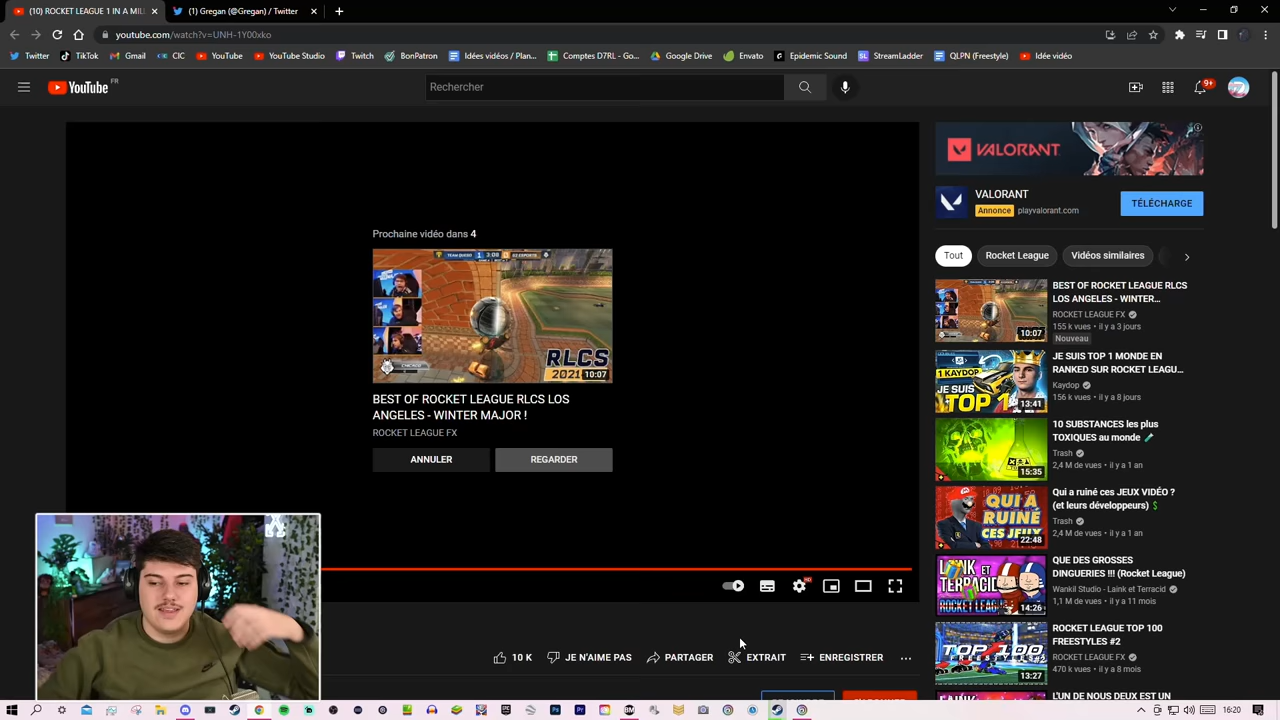 (10) ROCKET LEAGUE 1 IN A MIL
(1) Gregan (@Gregan) / Twitter
youtube.com/watch?v=UNH-1Y00xko
Twitter TikTok Gmail CIC YouTube YouTube Studio Twitch BonPatron Idées vidéos / Plan... Comptes D7RL - Go... Google Drive Envato Epidemic Sound StreamLadder QLPN (Freestyle) Idée vidéo
YouTube FR
Rechercher
9+
Prochaine vidéo dans 4
RLCS
2021
10:07
BEST OF ROCKET LEAGUE RLCS LOS
ANGELES - WINTER MAJOR !
ROCKET LEAGUE FX
ANNULER
REGARDER
HD
10 K
JE N'AIME PAS
PARTAGER
EXTRAIT
ENREGISTRER
VALORANT
VALORANT
Annonce playvalorant.com
TÉLÉCHARGE
Tout
Rocket League
Vidéos similaires
10:07
BEST OF ROCKET LEAGUE RLCS
LOS ANGELES - WINTER...
ROCKET LEAGUE FX
155 k vues • il y a 3 jours
Nouveau
1 KAYDOP
JE SUIS
TOP 1
13:41
JE SUIS TOP 1 MONDE EN
RANKED SUR ROCKET LEAGU...
Kaydop
156 k vues • il y a 8 jours
15:35
10 SUBSTANCES les plus
TOXIQUES au monde
Trash
2,4 M de vues • il y a 1 an
QUI A
RUINÉ
CES JEUX
22:48
Qui a ruiné ces JEUX VIDÉO ?
(et leurs développeurs)
Trash
2,4 M de vues • il y a 1 an
LAINK ET
TERRACID
ROCKET LEAGUE
14:26
QUE DES GROSSES
DINGUERIES !!! (Rocket League)
Wankil Studio - Laink et Terracid
1,1 M de vues • il y a 11 mois
TOP 100
FREESTYLES
13:27
ROCKET LEAGUE TOP 100
FREESTYLES #2
ROCKET LEAGUE FX
470 k vues • il y a 8 mois
L'UN DE NOUS DEUX EST UN
16:20